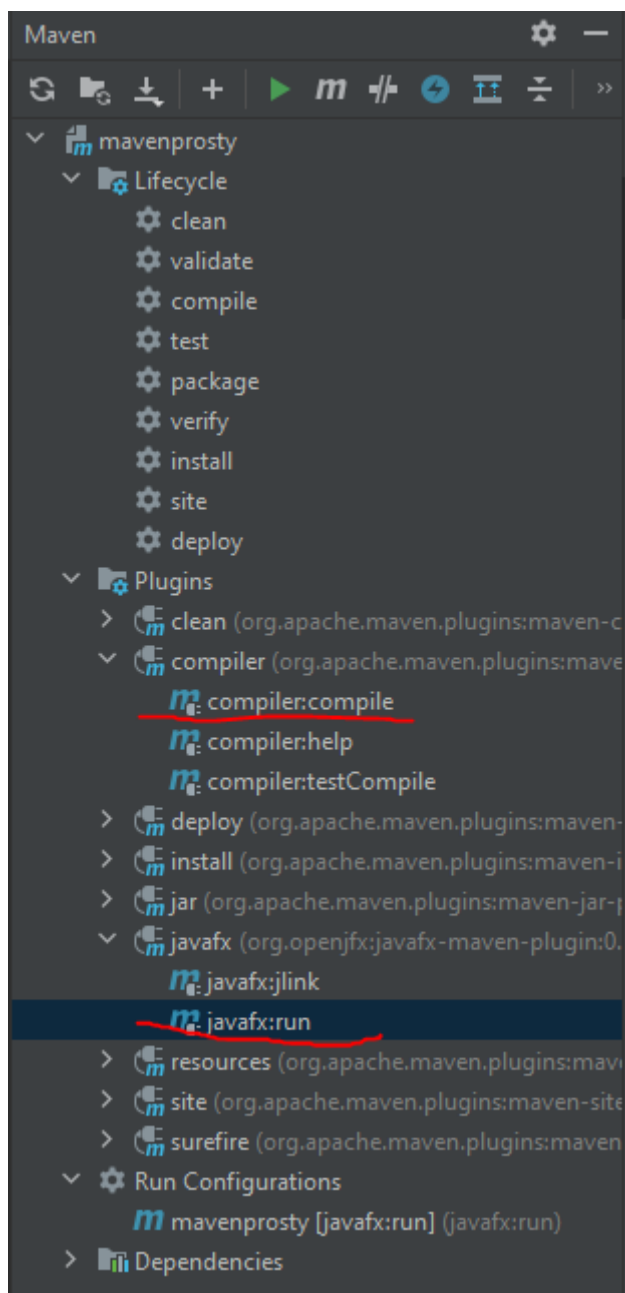 Maven
m
mavenprosty
Lifecycle
clean
validate
compile
test
package
verify
install
site
deploy
Plugins
clean (org.apache.maven.plugins:maven-c
compiler (org.apache.maven.plugins:mave
compiler:compile
compiler:help
compiler:testCompile
deploy (org.apache.maven.plugins:maven-
install (org.apache.maven.plugins:maven-i
jar (org.apache.maven.plugins:maven-jar-p
javafx (org.openjfx:javafx-maven-plugin:0.
javafx:jlink
javafx:run
resources (org.apache.maven.plugins:mav
site (org.apache.maven.plugins:maven-site
surefire (org.apache.maven.plugins:maven
Run Configurations
mavenprosty [javafx:run] (javafx:run)
Dependencies